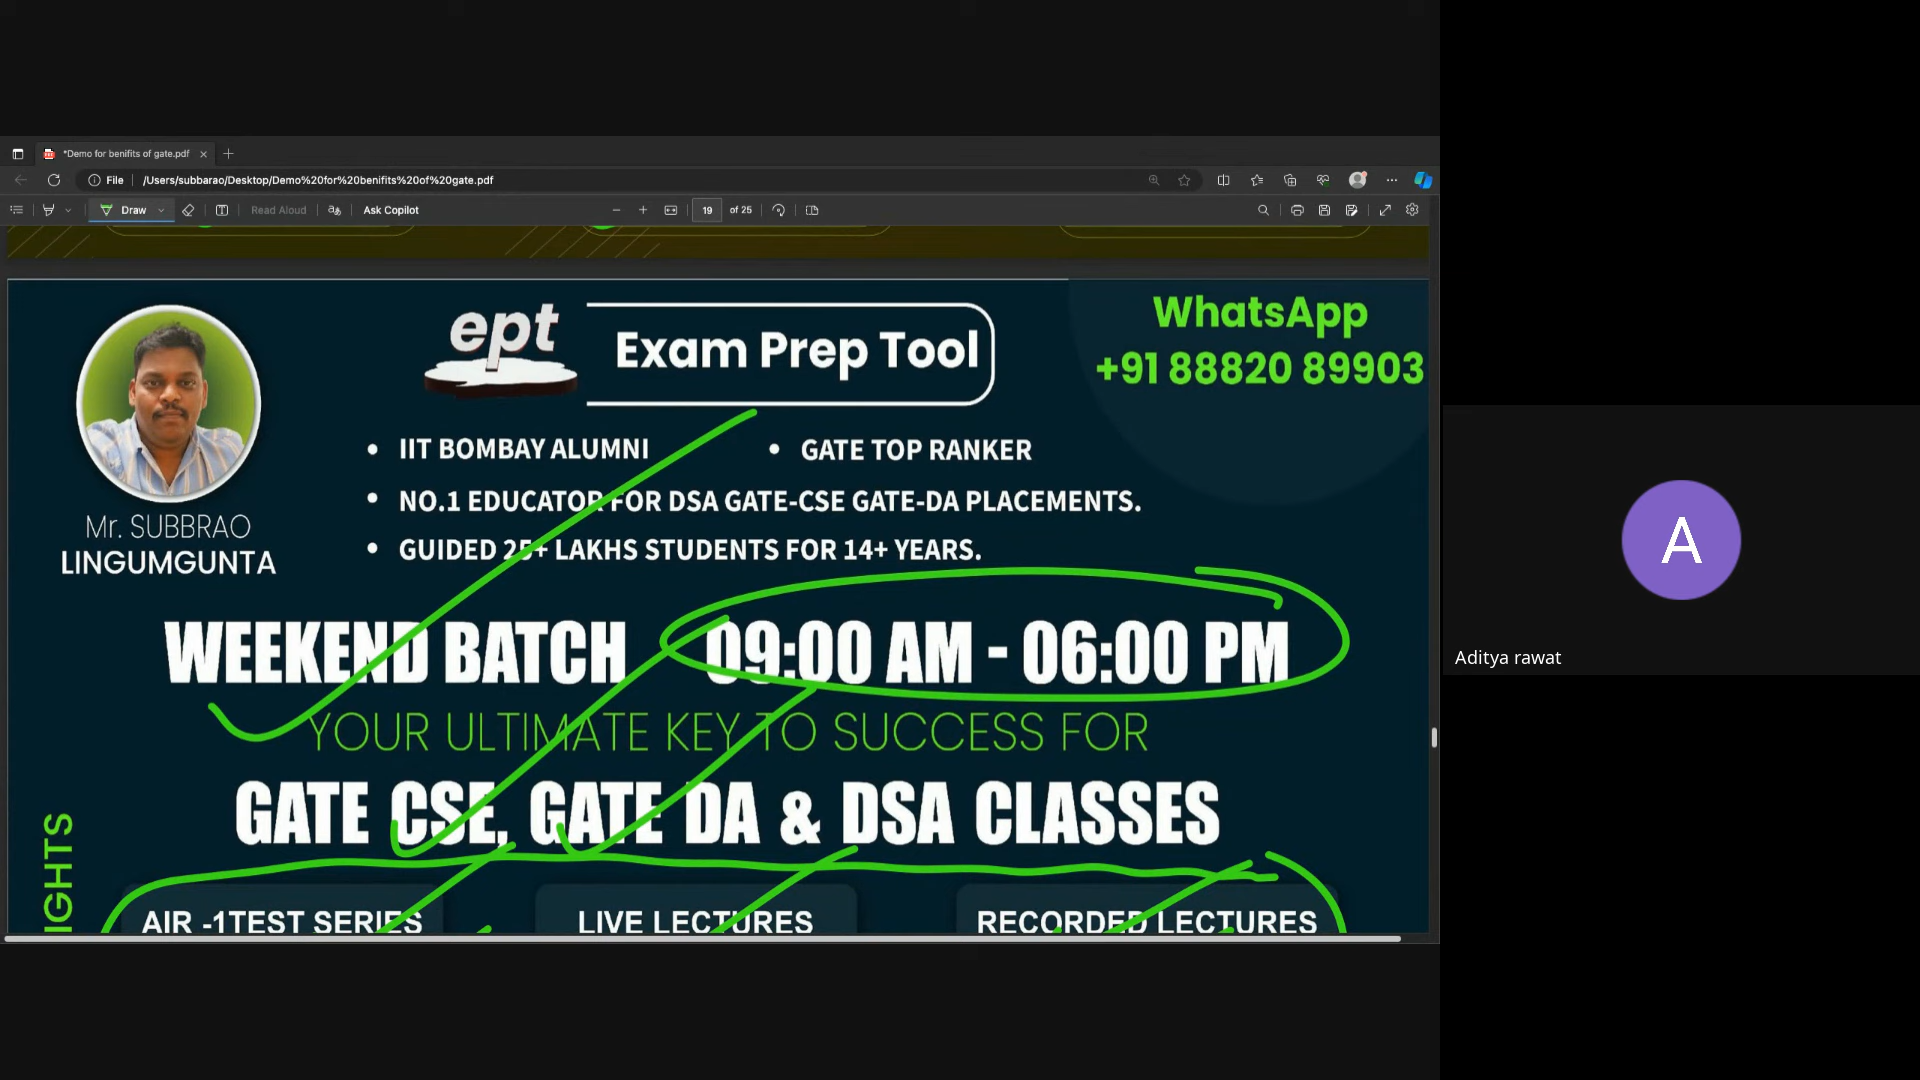 *Demo for benifits of gate.pdf
File /Users/subbarao/Desktop/Demo%20for%20benifits%20of%20gate.pdf
Draw Read Aloud aあ Ask Copilot 19 of 25
ept Exam Prep Tool
WhatsApp
+91 88820 89903
• IIT BOMBAY ALUMNI • GATE TOP RANKER
• NO.1 EDUCATOR FOR DSA GATE-CSE GATE-DA PLACEMENTS.
• GUIDED 25+ LAKHS STUDENTS FOR 14+ YEARS.
Mr. SUBBRAO
LINGUMGUNTA
WEEKEND BATCH 09:00 AM - 06:00 PM
YOUR ULTIMATE KEY TO SUCCESS FOR
GATE CSE, GATE DA & DSA CLASSES
IGHTS
AIR -1TEST SERIES LIVE LECTURES RECORDED LECTURES
A
Aditya rawat